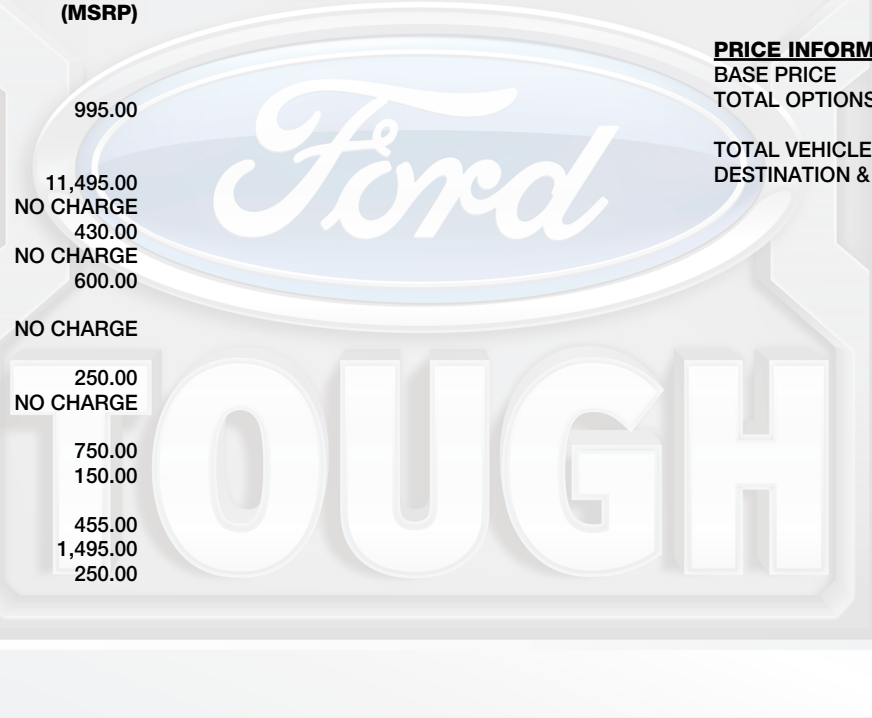 (MSRP)
995.00
11,495.00
NO CHARGE
430.00
NO CHARGE
600.00
NO CHARGE
250.00
NO CHARGE
750.00
150.00
455.00
1,495.00
250.00
PRICE INFORM
BASE PRICE
TOTAL OPTIONS
TOTAL VEHICLE
DESTINATION &
Ford
TOUGH